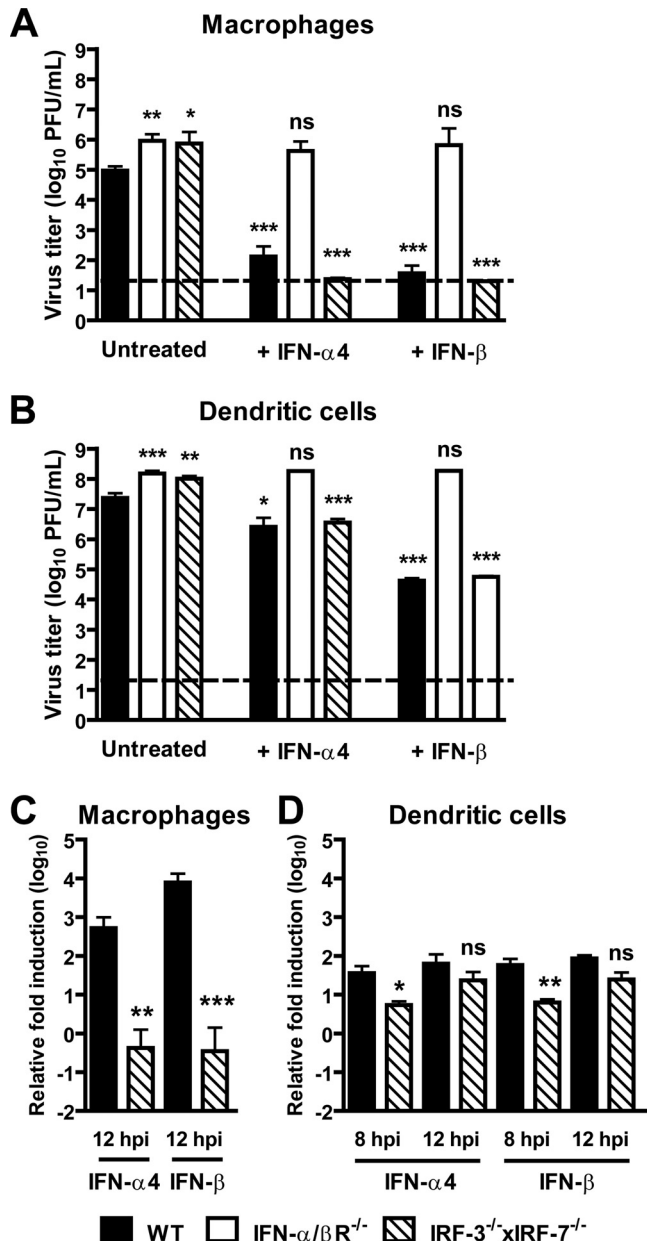 A
Macrophages
Virus titer (log10 PFU/mL)
9
8
7
6
5
4
3
2
1
0
** *
ns
ns
*** ***
*** ***
Untreated + IFN-α4 + IFN-β
B
Dendritic cells
Virus titer (log10 PFU/mL)
9
8
7
6
5
4
3
2
1
0
*** **
ns
ns
* ***
*** ***
Untreated + IFN-α4 + IFN-β
C Macrophages
Relative fold induction (log10)
5
4
3
2
1
0
-1
-2
** ***
12 hpi 12 hpi
IFN-α4 IFN-β
D Dendritic cells
Relative fold induction (log10)
5
4
3
2
1
0
-1
-2
* ns ** ns
8 hpi 12 hpi 8 hpi 12 hpi
IFN-α4 IFN-β
WT IFN-α/βR-/- IRF-3-/-xIRF-7-/-